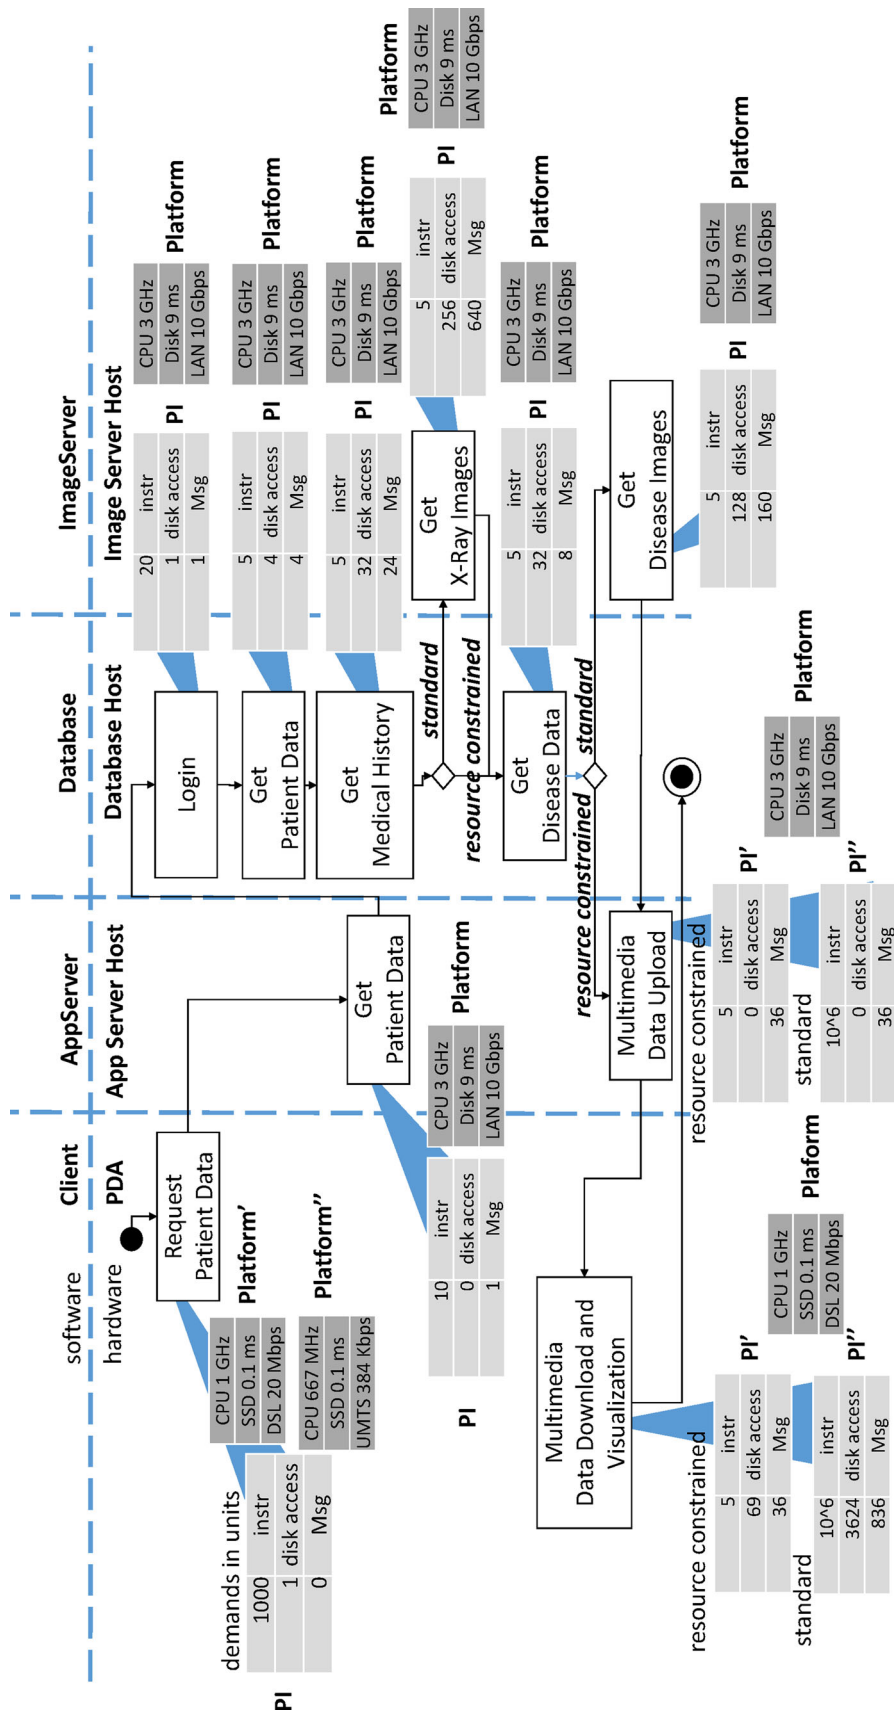 software
Client
AppServer
Database
ImageServer
hardware
PDA
App Server Host
Database Host
Image Server Host
Request
Patient Data
demands in units
1000 instr
1 disk access
0 Msg
PI
CPU 1 GHz
SSD 0.1 ms
DSL 20 Mbps
Platform'
CPU 667 MHz
SSD 0.1 ms
UMTS 384 Kbps
Platform''
Get
Patient Data
10 instr
0 disk access
1 Msg
PI
CPU 3 GHz
Disk 9 ms
LAN 10 Gbps
Platform
Login
20 instr
1 disk access
1 Msg
PI
CPU 3 GHz
Disk 9 ms
LAN 10 Gbps
Platform
Get
Patient Data
5 instr
4 disk access
4 Msg
PI
CPU 3 GHz
Disk 9 ms
LAN 10 Gbps
Platform
Get
Medical History
5 instr
32 disk access
24 Msg
PI
CPU 3 GHz
Disk 9 ms
LAN 10 Gbps
Platform
standard
resource constrained
Get
X-Ray Images
5 instr
256 disk access
640 Msg
PI
CPU 3 GHz
Disk 9 ms
LAN 10 Gbps
Platform
Get
Disease Data
5 instr
32 disk access
8 Msg
PI
CPU 3 GHz
Disk 9 ms
LAN 10 Gbps
Platform
resource constrained
standard
Get
Disease Images
5 instr
128 disk access
160 Msg
PI
CPU 3 GHz
Disk 9 ms
LAN 10 Gbps
Platform
Multimedia
Data Upload
resource constrained
5 instr
0 disk access
36 Msg
PI'
standard
10^6 instr
0 disk access
36 Msg
PI''
CPU 3 GHz
Disk 9 ms
LAN 10 Gbps
Platform
Multimedia
Data Download and
Visualization
resource constrained
5 instr
69 disk access
36 Msg
PI'
standard
10^6 instr
3624 disk access
836 Msg
PI''
CPU 1 GHz
SSD 0.1 ms
DSL 20 Mbps
Plaform